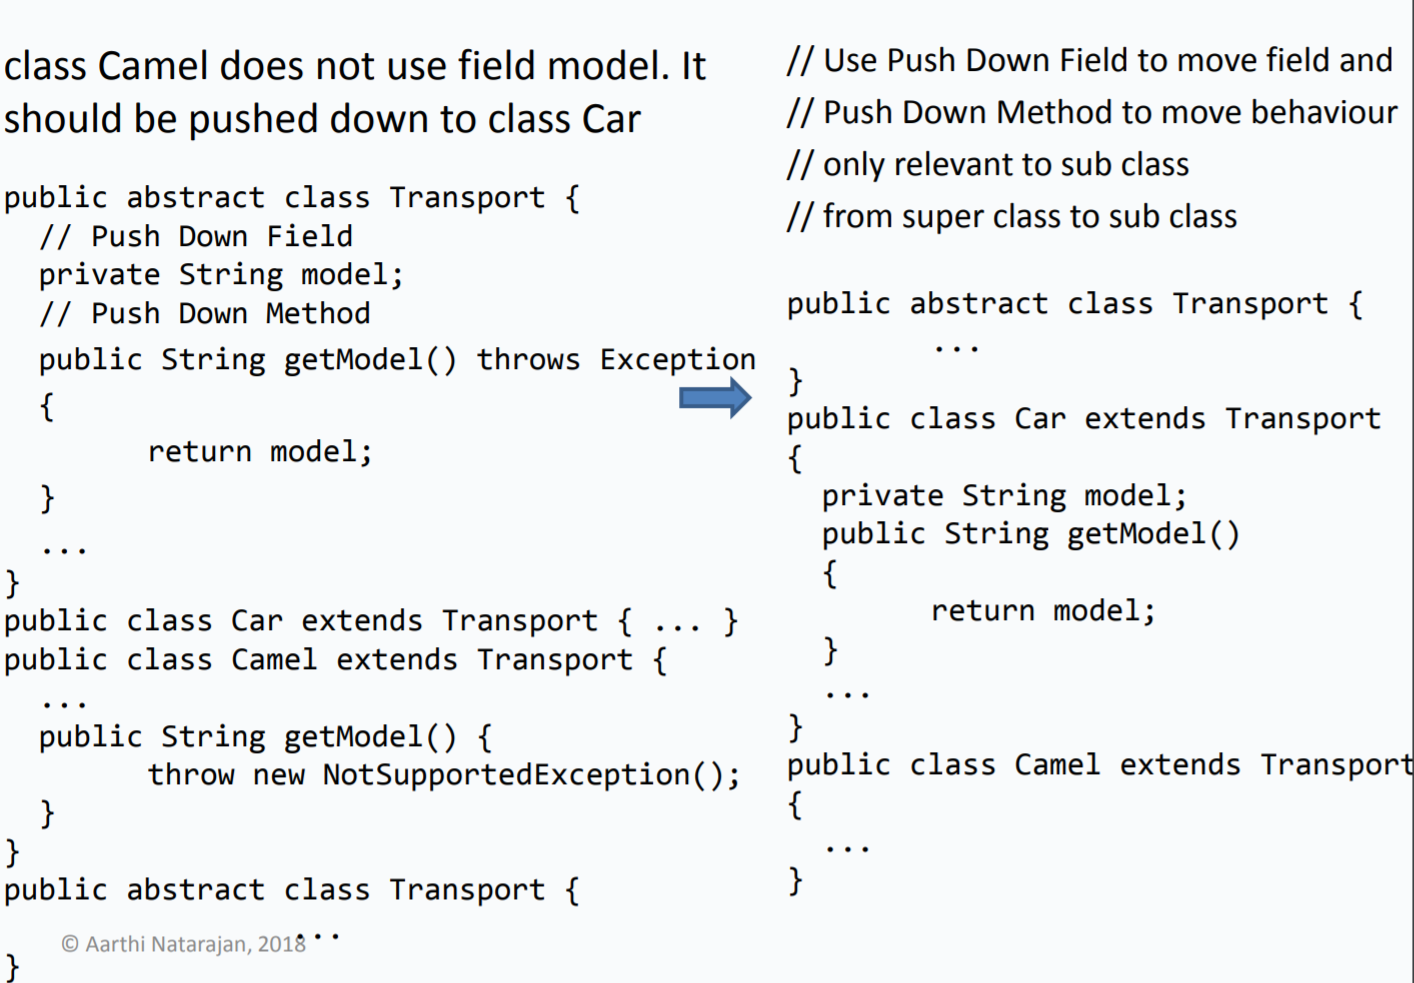 class Camel does not use field model. It
should be pushed down to class Car
public abstract class Transport {
// Push Down Field
private String model;
// Push Down Method
public String getModel() throws Exception
{
return model;
}
...
}
public class Car extends Transport { ... }
public class Camel extends Transport {
...
public String getModel() {
throw new NotSupportedException();
}
}
public abstract class Transport {
...
© Aarthi Natarajan, 2018
}
// Use Push Down Field to move field and
// Push Down Method to move behaviour
// only relevant to sub class
// from super class to sub class
public abstract class Transport {
...
}
public class Car extends Transport
{
private String model;
public String getModel()
{
return model;
}
...
}
public class Camel extends Transport
{
...
}